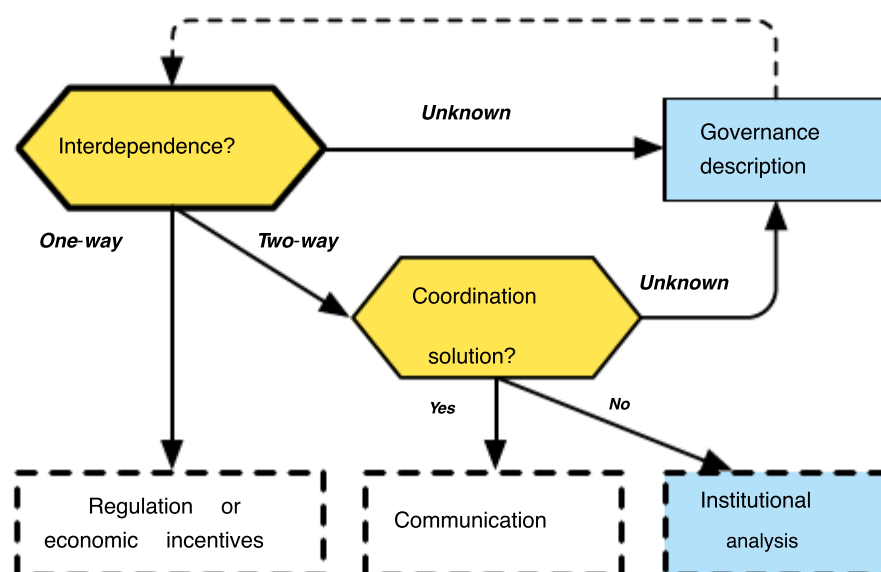 Unknown
Interdependence?
Governance
description
One-way
Two-way
Unknown
Coordination
solution?
Yes
No
Regulation or
economic incentives
Communication
Institutional
analysis